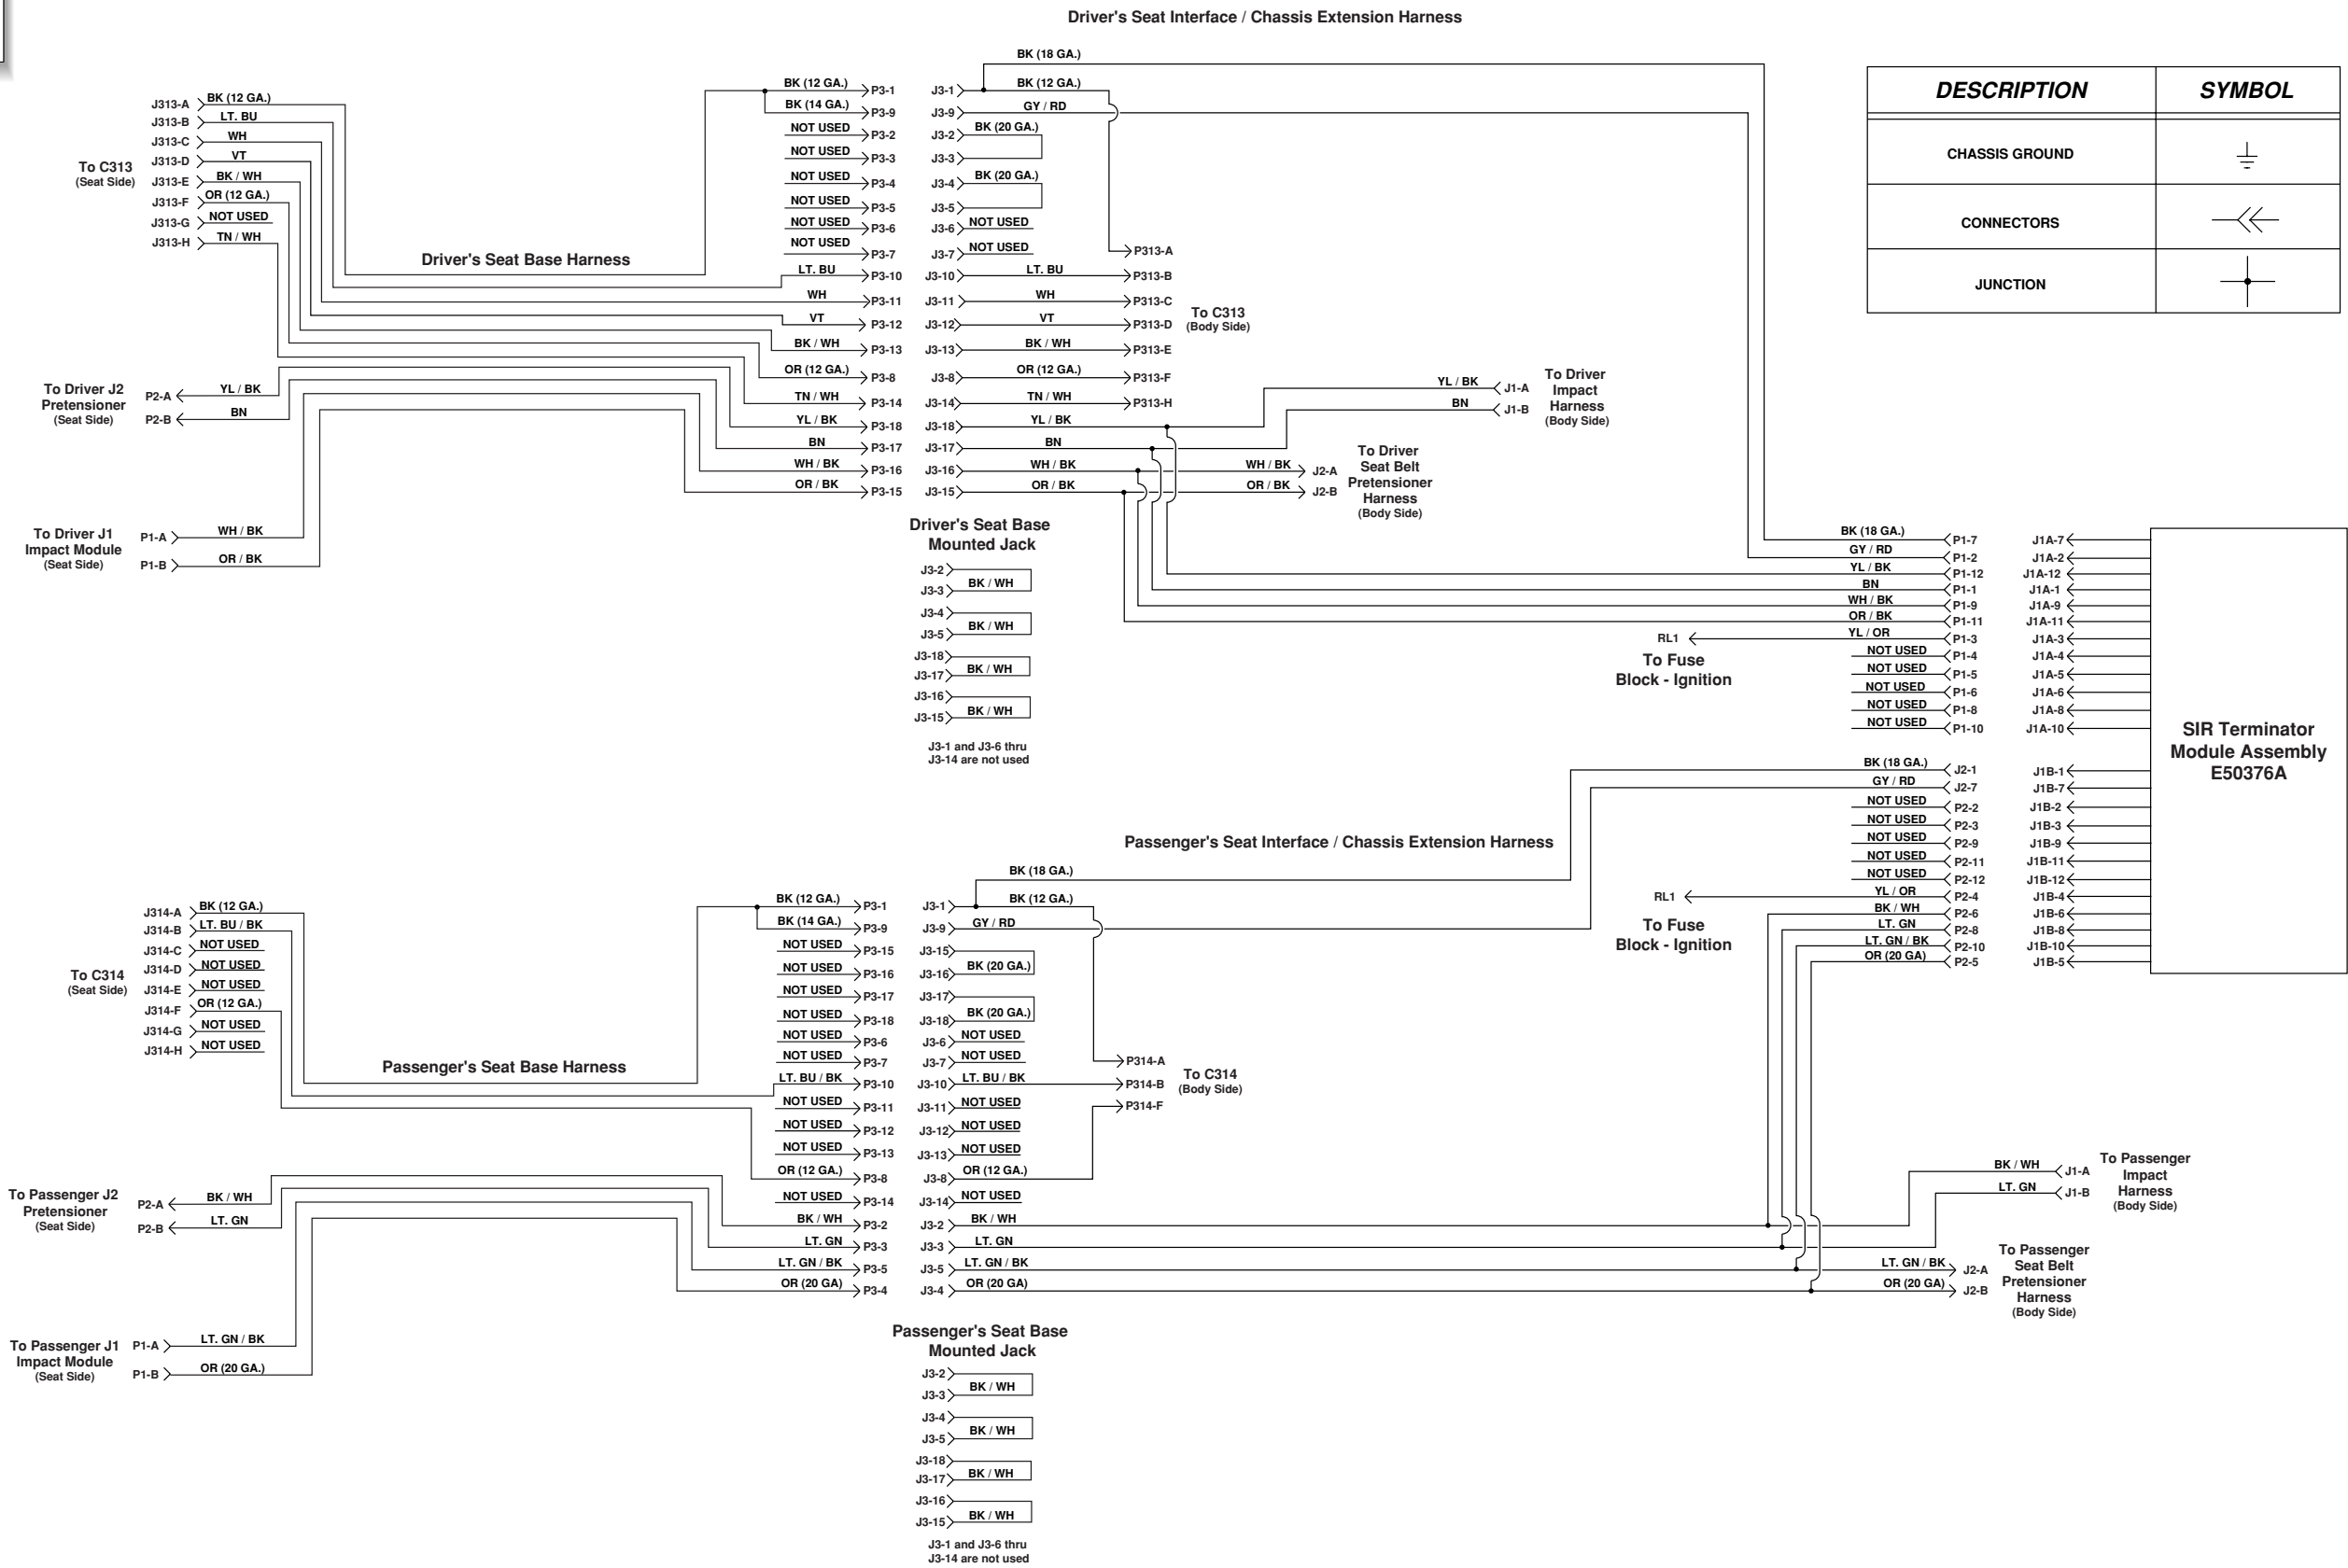 Driver's Seat Interface / Chassis Extension Harness
BK (18 GA.)
DESCRIPTION SYMBOL
CHASSIS GROUND
CONNECTORS
JUNCTION
To C313
(Seat Side)
J313-A BK (12 GA.)
J313-B LT. BU
J313-C WH
J313-D VT
J313-E BK / WH
J313-F OR (12 GA.)
J313-G NOT USED
J313-H TN / WH
Driver's Seat Base Harness
To Driver J2
Pretensioner
(Seat Side)
P2-A YL / BK
P2-B BN
To Driver J1
Impact Module
(Seat Side)
P1-A WH / BK
P1-B OR / BK
BK (12 GA.) P3-1 J3-1 BK (12 GA.)
BK (14 GA.) P3-9 J3-9 GY / RD
NOT USED P3-2 J3-2 BK (20 GA.)
NOT USED P3-3 J3-3
NOT USED P3-4 J3-4 BK (20 GA.)
NOT USED P3-5 J3-5
NOT USED P3-6 J3-6 NOT USED
NOT USED P3-7 J3-7 NOT USED P313-A
LT. BU P3-10 J3-10 LT. BU P313-B
WH P3-11 J3-11 WH P313-C
VT P3-12 J3-12 VT P313-D
BK / WH P3-13 J3-13 BK / WH P313-E
OR (12 GA.) P3-8 J3-8 OR (12 GA.) P313-F
TN / WH P3-14 J3-14 TN / WH P313-H
YL / BK P3-18 J3-18 YL / BK
BN P3-17 J3-17 BN
WH / BK P3-16 J3-16 WH / BK WH / BK J2-A
OR / BK P3-15 J3-15 OR / BK OR / BK J2-B
To C313
(Body Side)
YL / BK J1-A
BN J1-B
To Driver
Impact
Harness
(Body Side)
To Driver
Seat Belt
Pretensioner
Harness
(Body Side)
Driver's Seat Base
Mounted Jack
J3-2
J3-3 BK / WH
J3-4
J3-5 BK / WH
J3-18
J3-17 BK / WH
J3-16
J3-15 BK / WH
J3-1 and J3-6 thru
J3-14 are not used
BK (18 GA.) P1-7 J1A-7
GY / RD P1-2 J1A-2
YL / BK P1-12 J1A-12
BN P1-1 J1A-1
WH / BK P1-9 J1A-9
OR / BK P1-11 J1A-11
RL1 YL / OR P1-3 J1A-3
NOT USED P1-4 J1A-4
NOT USED P1-5 J1A-5
NOT USED P1-6 J1A-6
NOT USED P1-8 J1A-8
NOT USED P1-10 J1A-10
To Fuse
Block - Ignition
SIR Terminator
Module Assembly
E50376A
BK (18 GA.) J2-1 J1B-1
GY / RD J2-7 J1B-7
NOT USED P2-2 J1B-2
NOT USED P2-3 J1B-3
NOT USED P2-9 J1B-9
NOT USED P2-11 J1B-11
NOT USED P2-12 J1B-12
RL1 YL / OR P2-4 J1B-4
BK / WH P2-6 J1B-6
LT. GN P2-8 J1B-8
LT. GN / BK P2-10 J1B-10
OR (20 GA) P2-5 J1B-5
To Fuse
Block - Ignition
Passenger's Seat Interface / Chassis Extension Harness
BK (18 GA.)
To C314
(Seat Side)
J314-A BK (12 GA.)
J314-B LT. BU / BK
J314-C NOT USED
J314-D NOT USED
J314-E NOT USED
J314-F OR (12 GA.)
J314-G NOT USED
J314-H NOT USED
Passenger's Seat Base Harness
To Passenger J2
Pretensioner
(Seat Side)
P2-A BK / WH
P2-B LT. GN
To Passenger J1
Impact Module
(Seat Side)
P1-A LT. GN / BK
P1-B OR (20 GA.)
BK (12 GA.) P3-1 J3-1 BK (12 GA.)
BK (14 GA.) P3-9 J3-9 GY / RD
NOT USED P3-15 J3-15
NOT USED P3-16 J3-16 BK (20 GA.)
NOT USED P3-17 J3-17
NOT USED P3-18 J3-18 BK (20 GA.)
NOT USED P3-6 J3-6 NOT USED
NOT USED P3-7 J3-7 NOT USED P314-A
LT. BU / BK P3-10 J3-10 LT. BU / BK P314-B
NOT USED P3-11 J3-11 NOT USED P314-F
NOT USED P3-12 J3-12 NOT USED
NOT USED P3-13 J3-13 NOT USED
OR (12 GA.) P3-8 J3-8 OR (12 GA.)
NOT USED P3-14 J3-14 NOT USED
BK / WH P3-2 J3-2 BK / WH
LT. GN P3-3 J3-3 LT. GN
LT. GN / BK P3-5 J3-5 LT. GN / BK LT. GN / BK J2-A
OR (20 GA) P3-4 J3-4 OR (20 GA) OR (20 GA) J2-B
To C314
(Body Side)
BK / WH J1-A
LT. GN J1-B
To Passenger
Impact
Harness
(Body Side)
To Passenger
Seat Belt
Pretensioner
Harness
(Body Side)
Passenger's Seat Base
Mounted Jack
J3-2
J3-3 BK / WH
J3-4
J3-5 BK / WH
J3-18
J3-17 BK / WH
J3-16
J3-15 BK / WH
J3-1 and J3-6 thru
J3-14 are not used